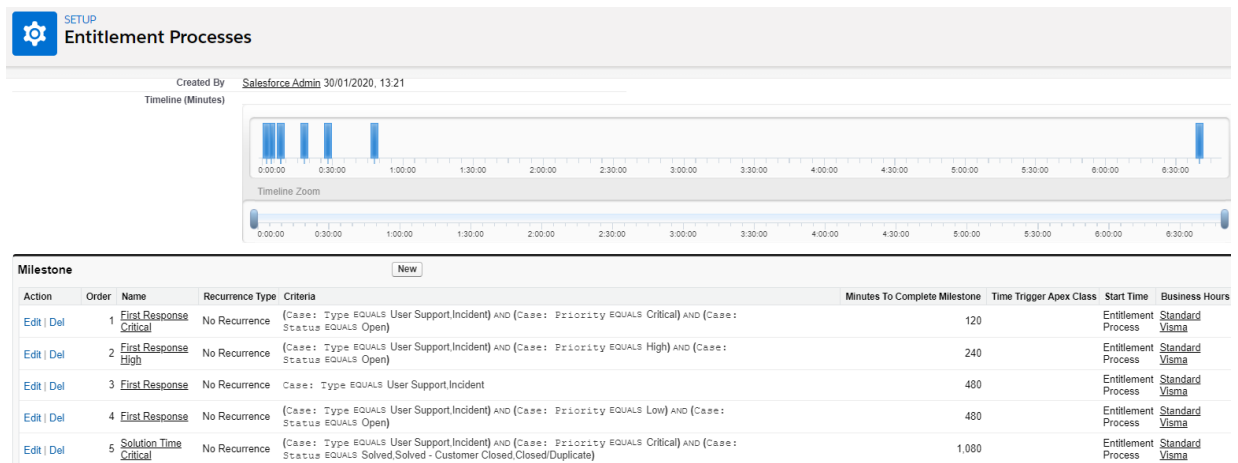 SETUP
Entitlement Processes
Created By Salesforce Admin 30/01/2020, 13:21
Timeline (Minutes)
0:00:00 0:30:00 1:00:00 1:30:00 2:00:00 2:30:00 3:00:00 3:30:00 4:00:00 4:30:00 5:00:00 5:30:00 6:00:00 6:30:00
Timeline Zoom
0:00:00 0:30:00 1:00:00 1:30:00 2:00:00 2:30:00 3:00:00 3:30:00 4:00:00 4:30:00 5:00:00 5:30:00 6:00:00 6:30:00
Milestone New
Action Order Name Recurrence Type Criteria Minutes To Complete Milestone Time Trigger Apex Class Start Time Business Hours
Edit | Del 1 First Response Critical No Recurrence (Case: Type EQUALS User Support,Incident) AND (Case: Priority EQUALS Critical) AND (Case: Status EQUALS Open) 120 Entitlement Process Standard Visma
Edit | Del 2 First Response High No Recurrence (Case: Type EQUALS User Support,Incident) AND (Case: Priority EQUALS High) AND (Case: Status EQUALS Open) 240 Entitlement Process Standard Visma
Edit | Del 3 First Response No Recurrence Case: Type EQUALS User Support,Incident 480 Entitlement Process Standard Visma
Edit | Del 4 First Response No Recurrence (Case: Type EQUALS User Support,Incident) AND (Case: Priority EQUALS Low) AND (Case: Status EQUALS Open) 480 Entitlement Process Standard Visma
Edit | Del 5 Solution Time Critical No Recurrence (Case: Type EQUALS User Support,Incident) AND (Case: Priority EQUALS Critical) AND (Case: Status EQUALS Solved,Solved - Customer Closed,Closed/Duplicate) 1,080 Entitlement Process Standard Visma